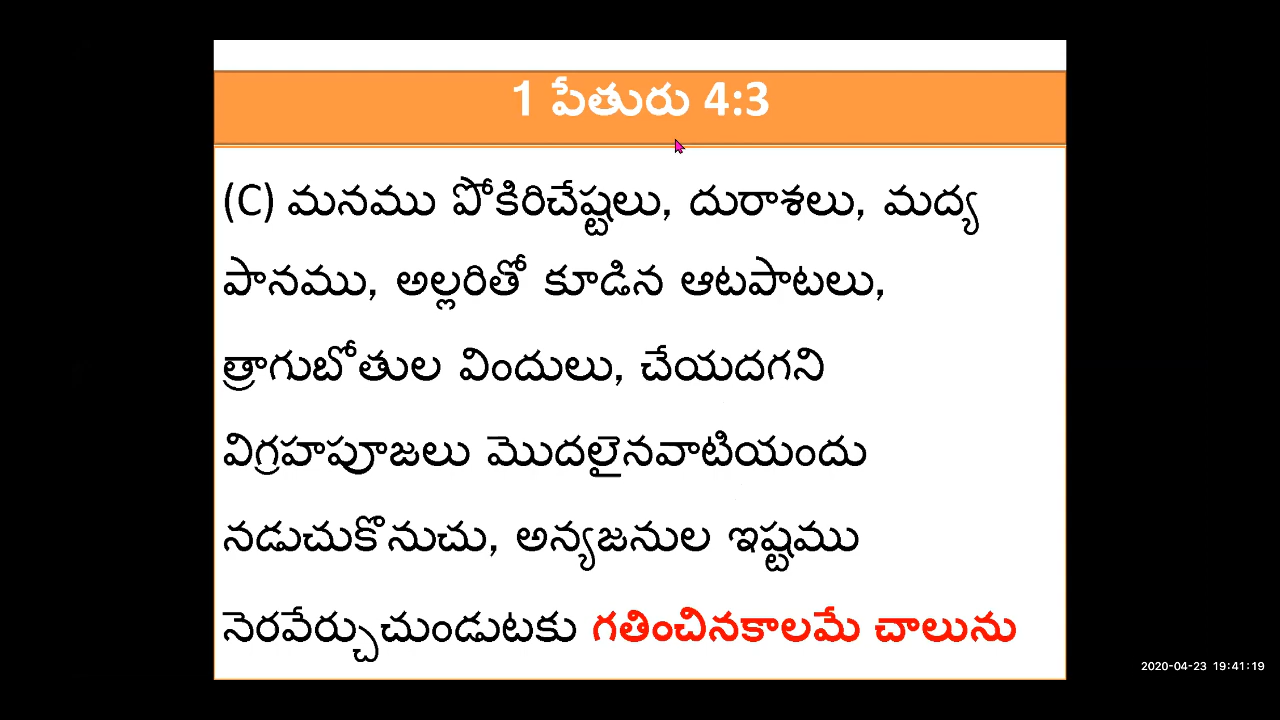 1 పేతురు 4:3
(C) మనము పోకిరిచేష్టలు, దురాశలు, మద్య
పానము, అల్లరితో కూడిన ఆటపాటలు,
త్రాగుబోతుల విందులు, చేయదగని
విగ్రహపూజలు మొదలైనవాటియందు
నడుచుకొనుచు, అన్యజనుల ఇష్టము
నెరవేర్చుచుండుటకు గతించినకాలమే చాలును
2020-04-23 19:41:19